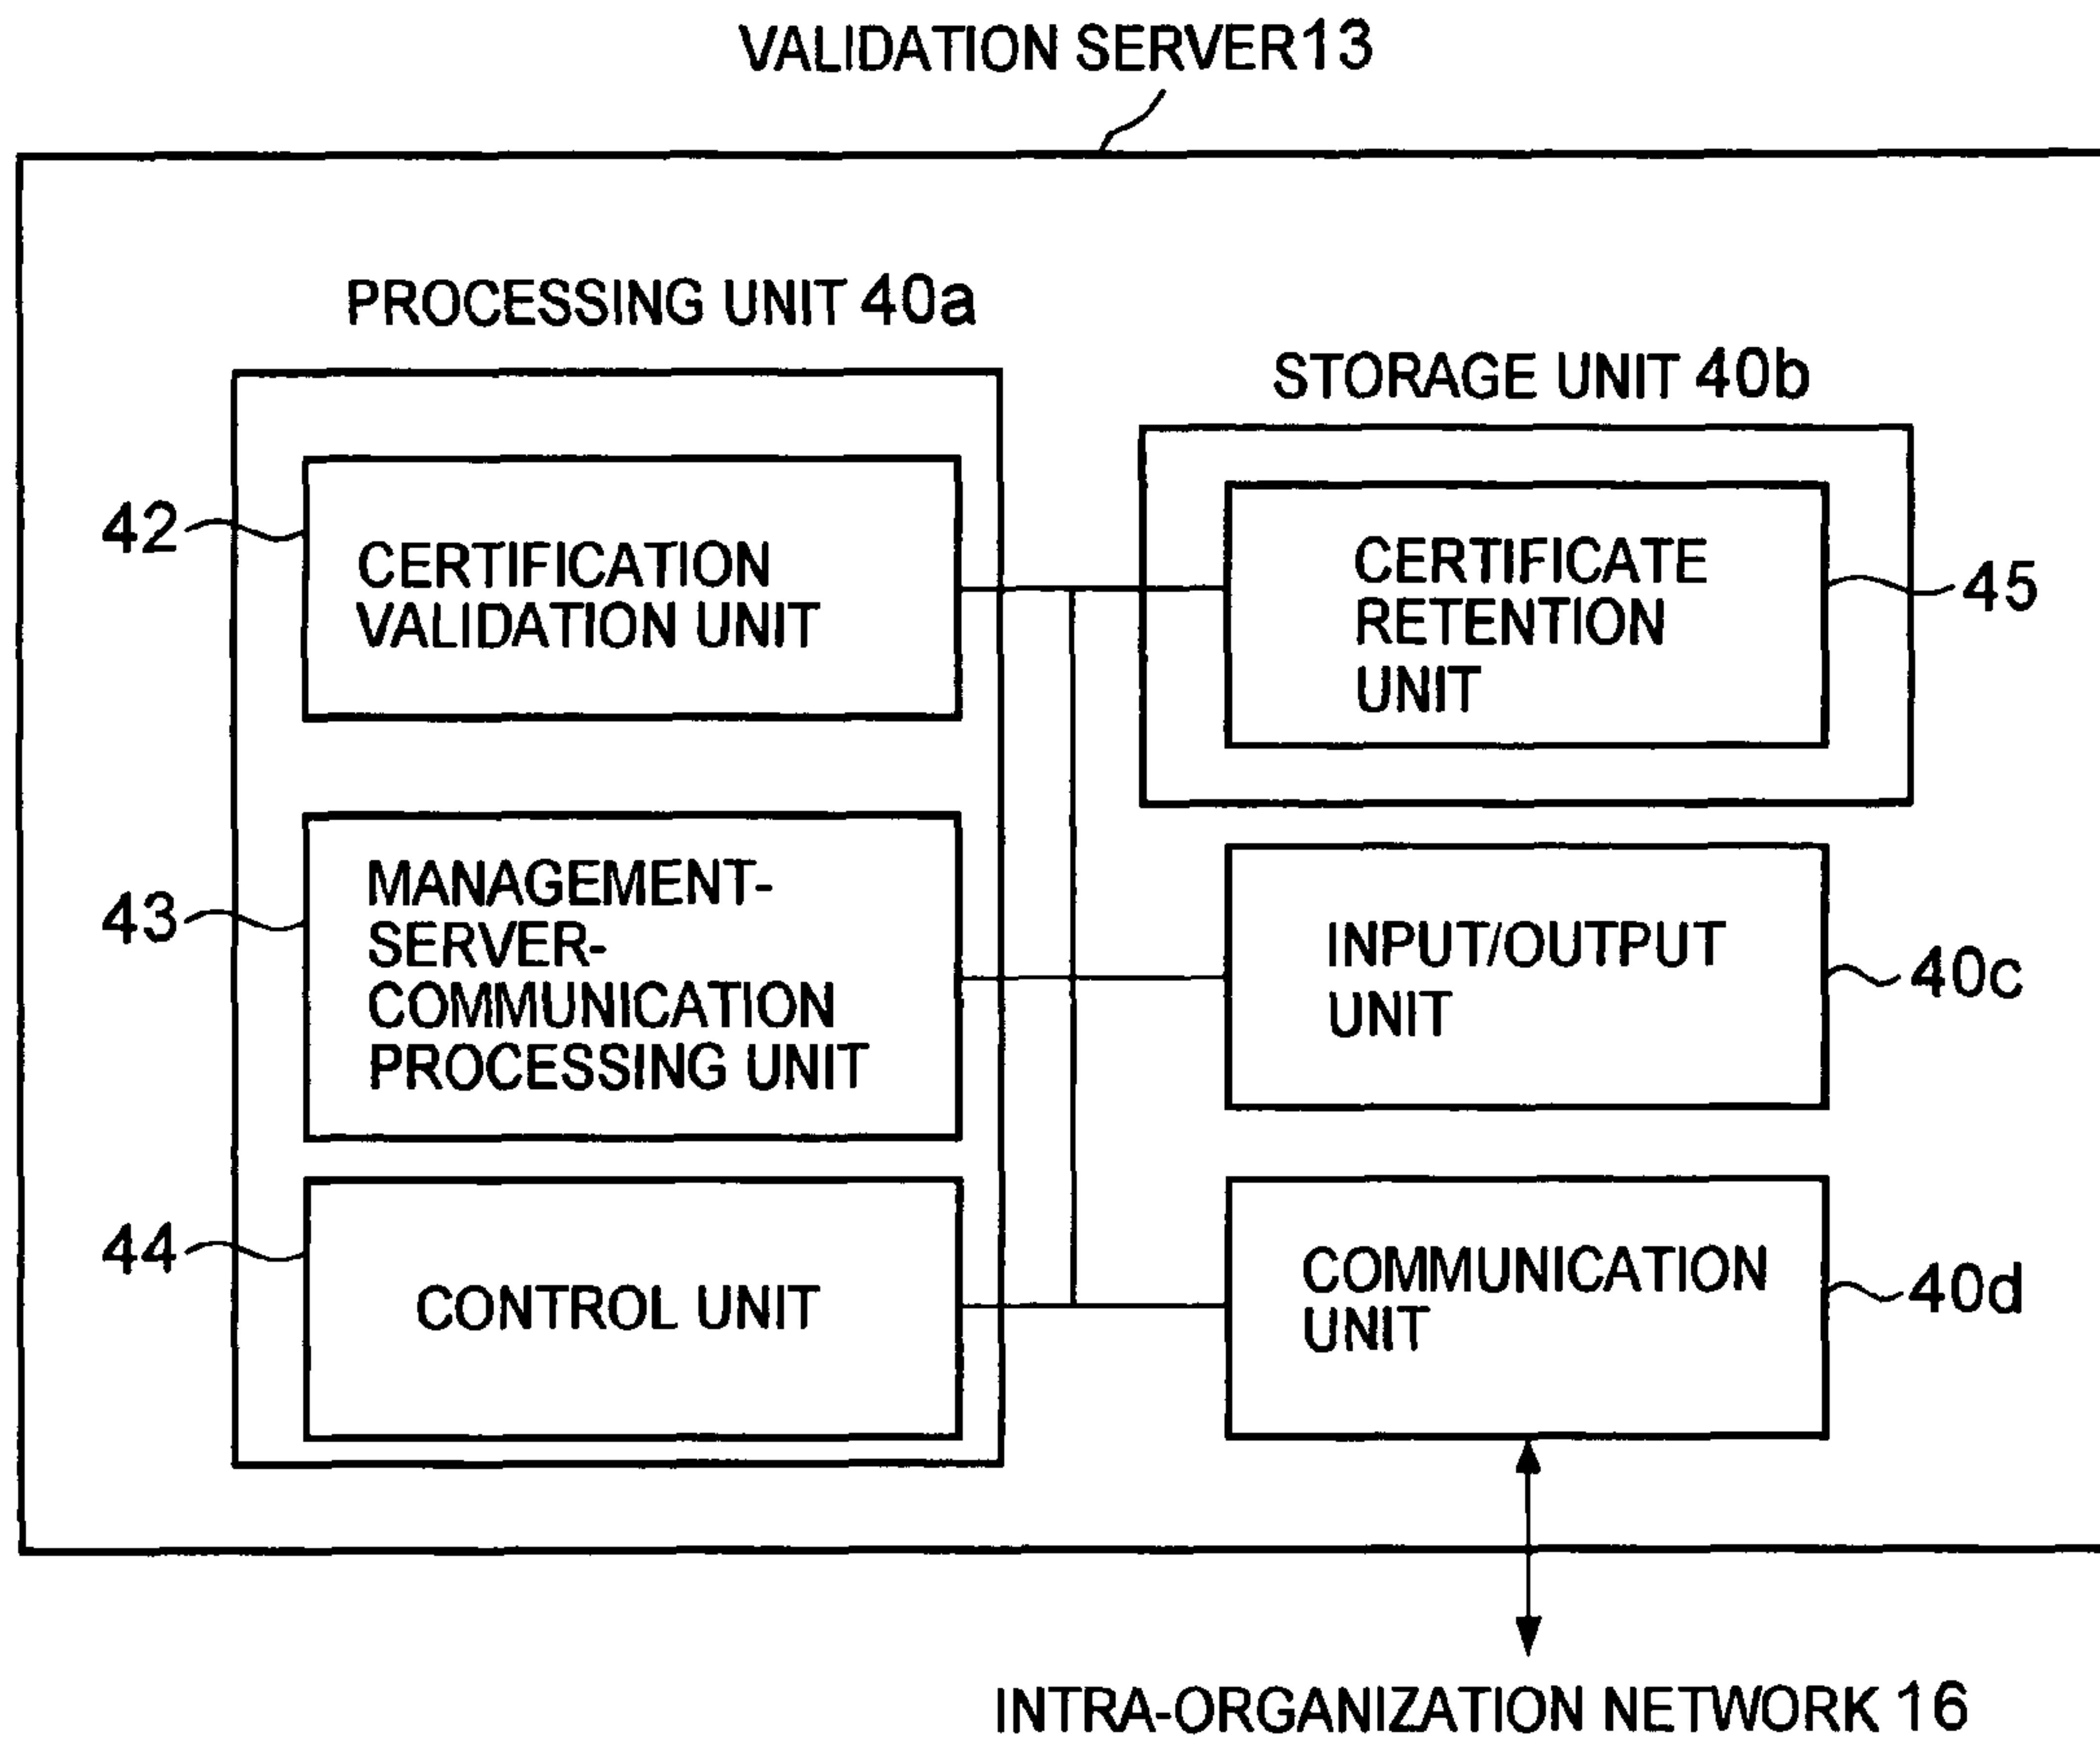 VALIDATION SERVER13
PROCESSING UNIT 40a
STORAGE UNIT 40b
42
CERTIFICATION
VALIDATION UNIT
CERTIFICATE
RETENTION
UNIT
45
43
MANAGEMENT-
SERVER-
COMMUNICATION
PROCESSING UNIT
INPUT/OUTPUT
UNIT
40c
44
CONTROL UNIT
COMMUNICATION
UNIT
40d
INTRA-ORGANIZATION NETWORK 16